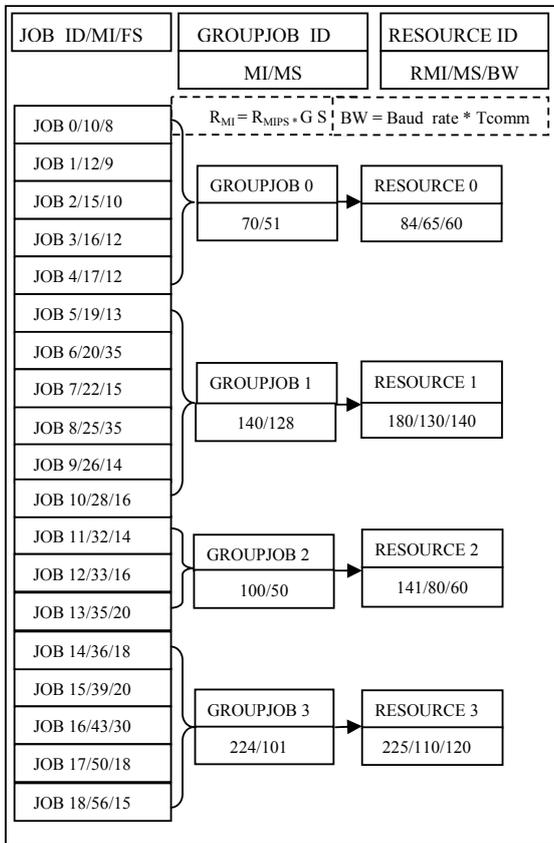 JOB ID/MI/FS
GROUPJOB ID
RESOURCE ID
MI/MS
RMI/MS/BW
R_MI = R_MIPS * G S
BW = Baud rate * Tcomm
JOB 0/10/8
JOB 1/12/9
JOB 2/15/10
JOB 3/16/12
JOB 4/17/12
GROUPJOB 0
70/51
RESOURCE 0
84/65/60
JOB 5/19/13
JOB 6/20/35
JOB 7/22/15
JOB 8/25/35
JOB 9/26/14
JOB 10/28/16
GROUPJOB 1
140/128
RESOURCE 1
180/130/140
JOB 11/32/14
JOB 12/33/16
JOB 13/35/20
GROUPJOB 2
100/50
RESOURCE 2
141/80/60
JOB 14/36/18
JOB 15/39/20
JOB 16/43/30
JOB 17/50/18
JOB 18/56/15
GROUPJOB 3
224/101
RESOURCE 3
225/110/120